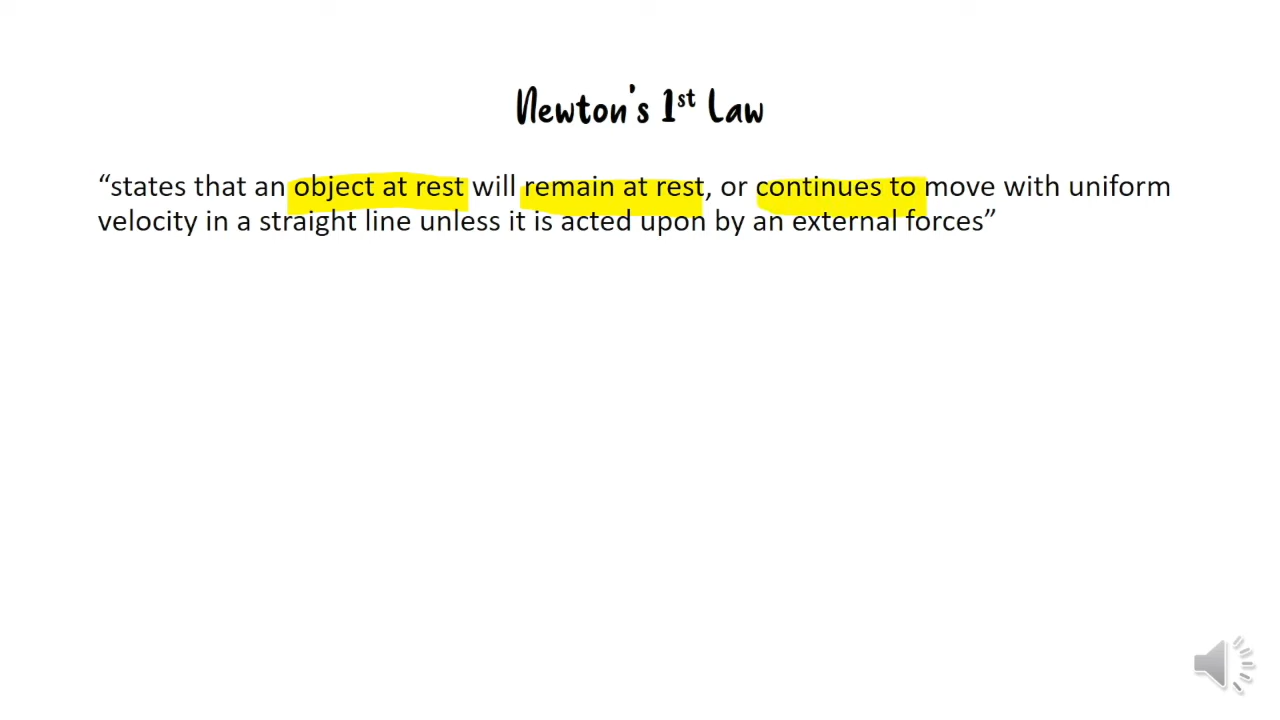 Newton's 1st Law
“states that an object at rest will remain at rest, or continues to move with uniform
velocity in a straight line unless it is acted upon by an external forces”